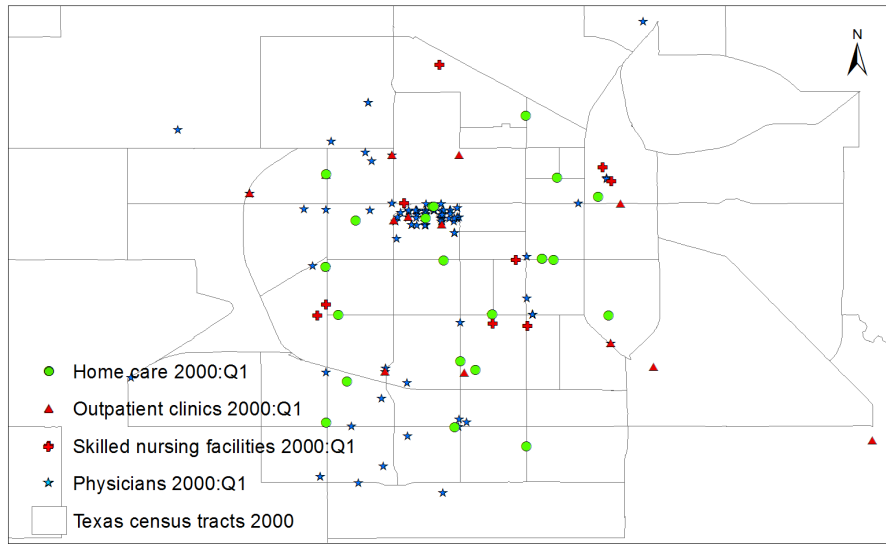 N
Home care 2000:Q1
Outpatient clinics 2000:Q1
Skilled nursing facilities 2000:Q1
Physicians 2000:Q1
Texas census tracts 2000